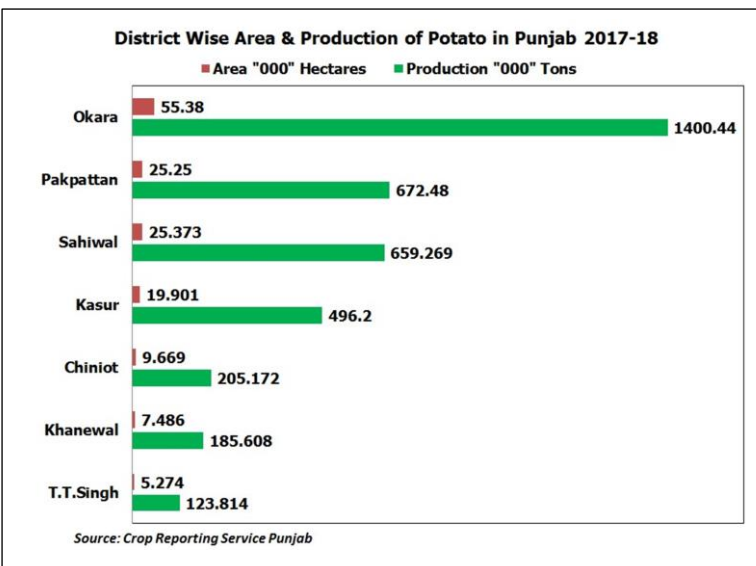 District Wise Area & Production of Potato in Punjab 2017-18
Area "000" Hectares Production "000" Tons
Okara
55.38
1400.44
Pakpattan
25.25
672.48
Sahiwal
25.373
659.269
Kasur
19.901
496.2
Chiniot
9.669
205.172
Khanewal
7.486
185.608
T.T.Singh
5.274
123.814
Source: Crop Reporting Service Punjab